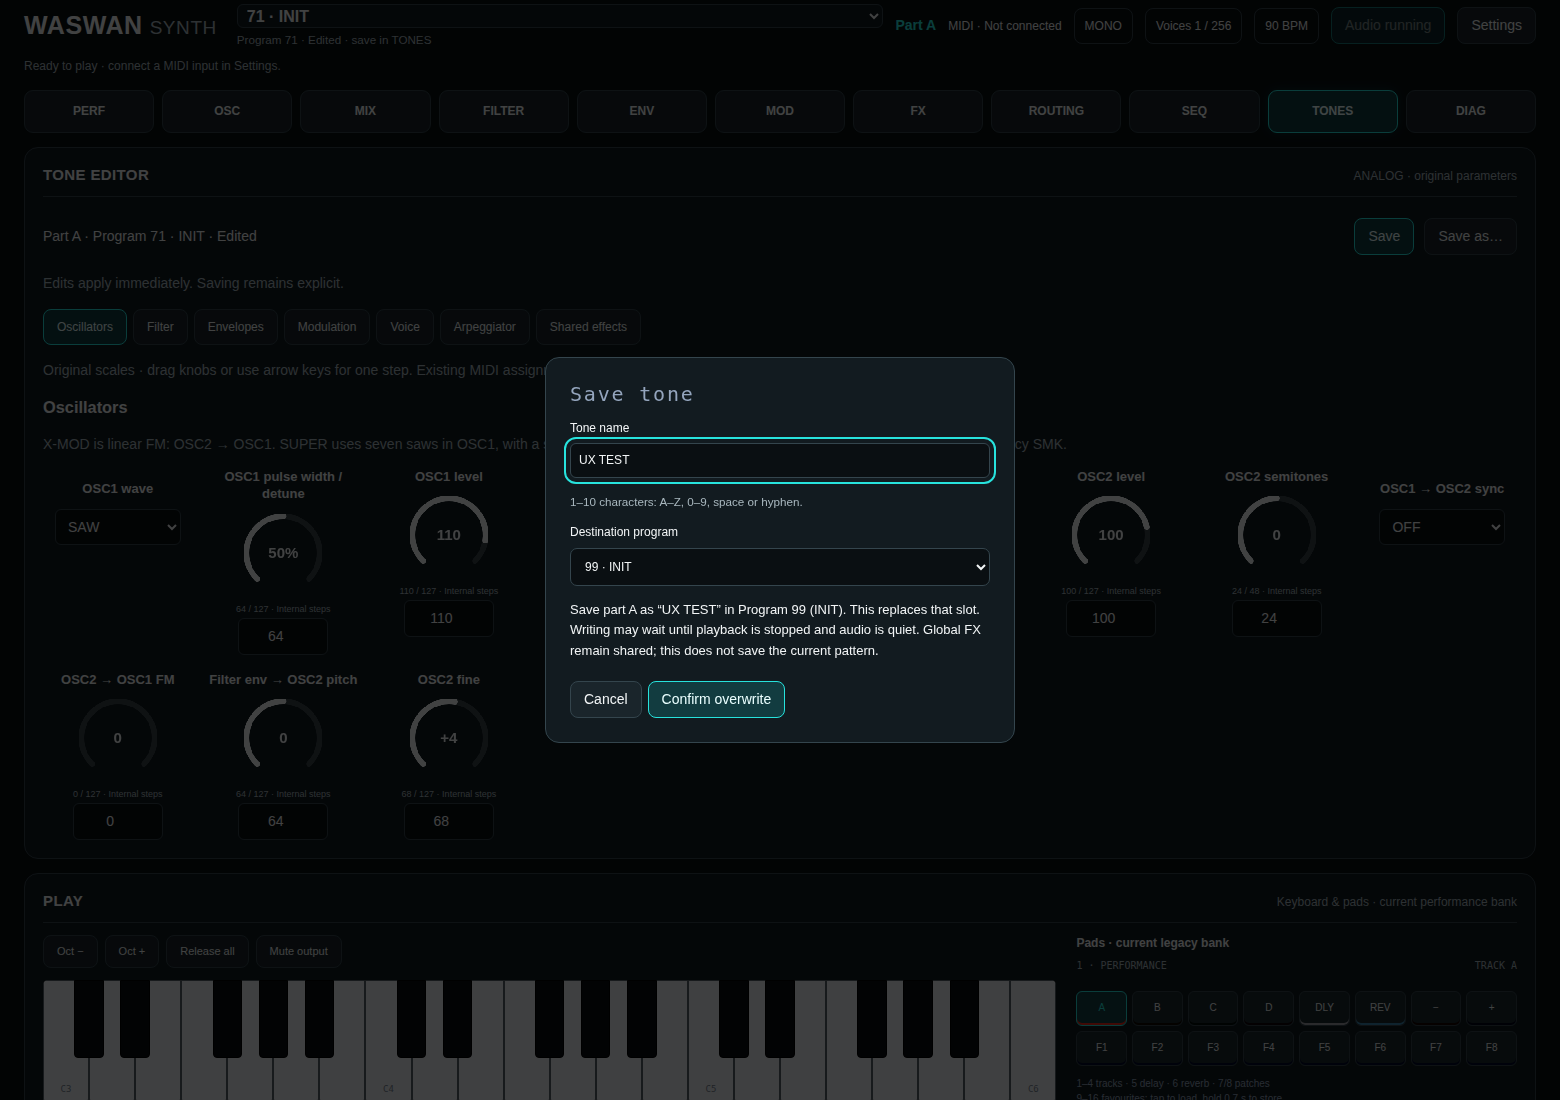 WASWAN SYNTH
71 · INIT
Program 71 · Edited · save in TONES
Part A
MIDI · Not connected
MONO
Voices 1 / 256
90 BPM
Audio running
Settings
Ready to play · connect a MIDI input in Settings.
PERF
OSC
MIX
FILTER
ENV
MOD
FX
ROUTING
SEQ
TONES
DIAG
TONE EDITOR
ANALOG · original parameters
Part A · Program 71 · INIT · Edited
Save
Save as…
Edits apply immediately. Saving remains explicit.
Oscillators
Filter
Envelopes
Modulation
Voice
Arpeggiator
Shared effects
Original scales · drag knobs or use arrow keys for one step. Existing MIDI
Oscillators
X-MOD is linear FM: OSC2 → OSC1. SUPER uses seven saws in OSC1, with a
SMK.
OSC1 wave
SAW
OSC1 pulse width /
detune
50%
64 / 127 · Internal steps
64
OSC1 level
110
110 / 127 · Internal steps
110
OSC2 level
100
100 / 127 · Internal steps
100
OSC2 semitones
0
24 / 48 · Internal steps
24
OSC1 → OSC2 sync
OFF
OSC2 → OSC1 FM
0
0 / 127 · Internal steps
0
Filter env → OSC2 pitch
0
64 / 127 · Internal steps
64
OSC2 fine
+4
68 / 127 · Internal steps
68
Save tone
Tone name
UX TEST
1–10 characters: A–Z, 0–9, space or hyphen.
Destination program
99 · INIT
Save part A as “UX TEST” in Program 99 (INIT). This replaces that slot.
Writing may wait until playback is stopped and audio is quiet. Global FX
remain shared; this does not save the current pattern.
Cancel
Confirm overwrite
PLAY
Keyboard & pads · current performance bank
Oct −
Oct +
Release all
Mute output
C3
C4
C5
C6
Pads · current legacy bank
1 · PERFORMANCE
TRACK A
A
B
C
D
DLY
REV
−
+
F1
F2
F3
F4
F5
F6
F7
F8
1–4 tracks · 5 delay · 6 reverb · 7/8 patches
9–16 favourites: tap to load, hold 0.7 s to store